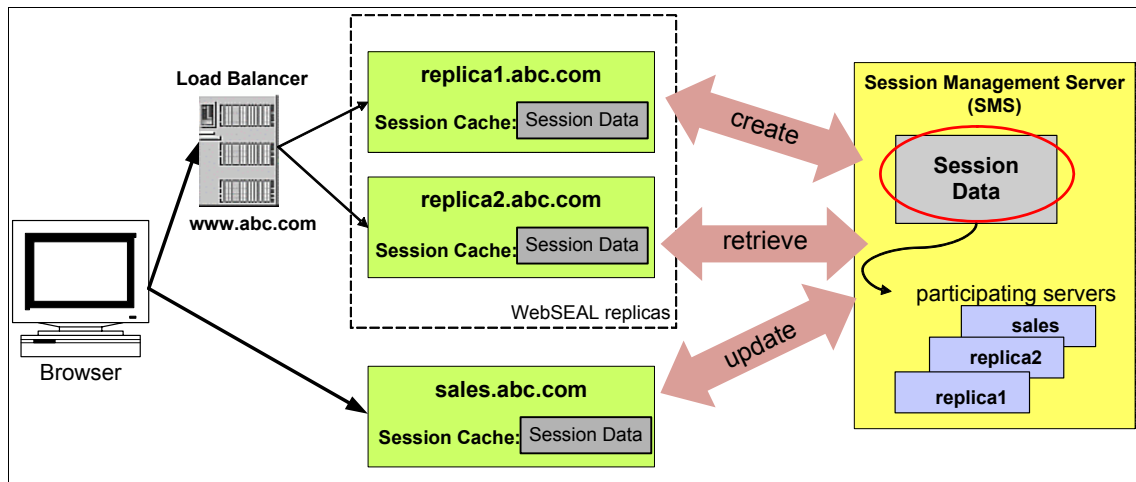 Load Balancer
www.abc.com
Browser
replica1.abc.com
Session Cache: Session Data
replica2.abc.com
Session Cache: Session Data
WebSEAL replicas
sales.abc.com
Session Cache: Session Data
create
retrieve
update
Session Management Server
(SMS)
Session
Data
participating servers
sales
replica2
replica1